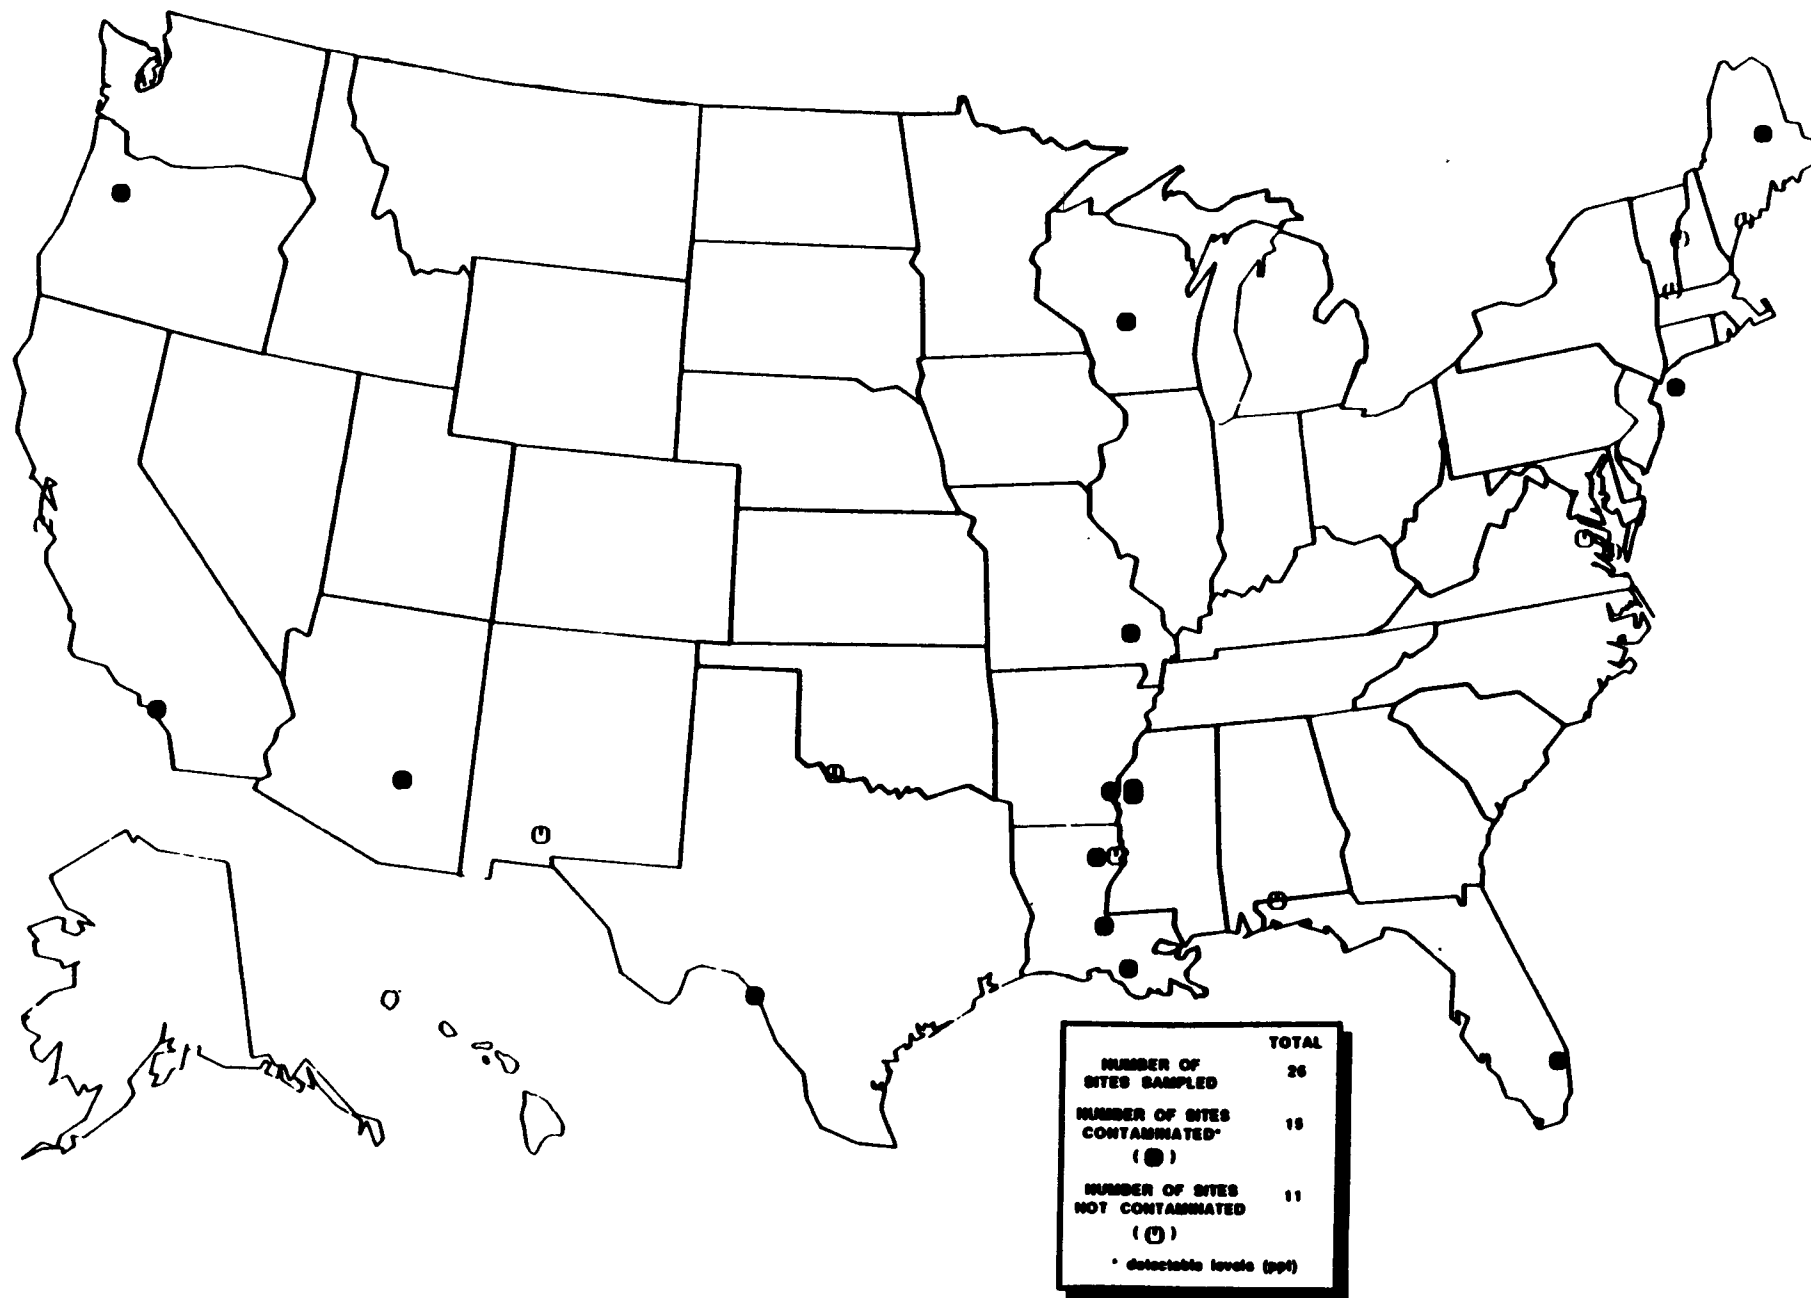 TOTAL
NUMBER OF
SITES SAMPLED 26
NUMBER OF SITES
CONTAMINATED* 15
( )
NUMBER OF SITES
NOT CONTAMINATED 11
( )
* detectable levels (ppt)